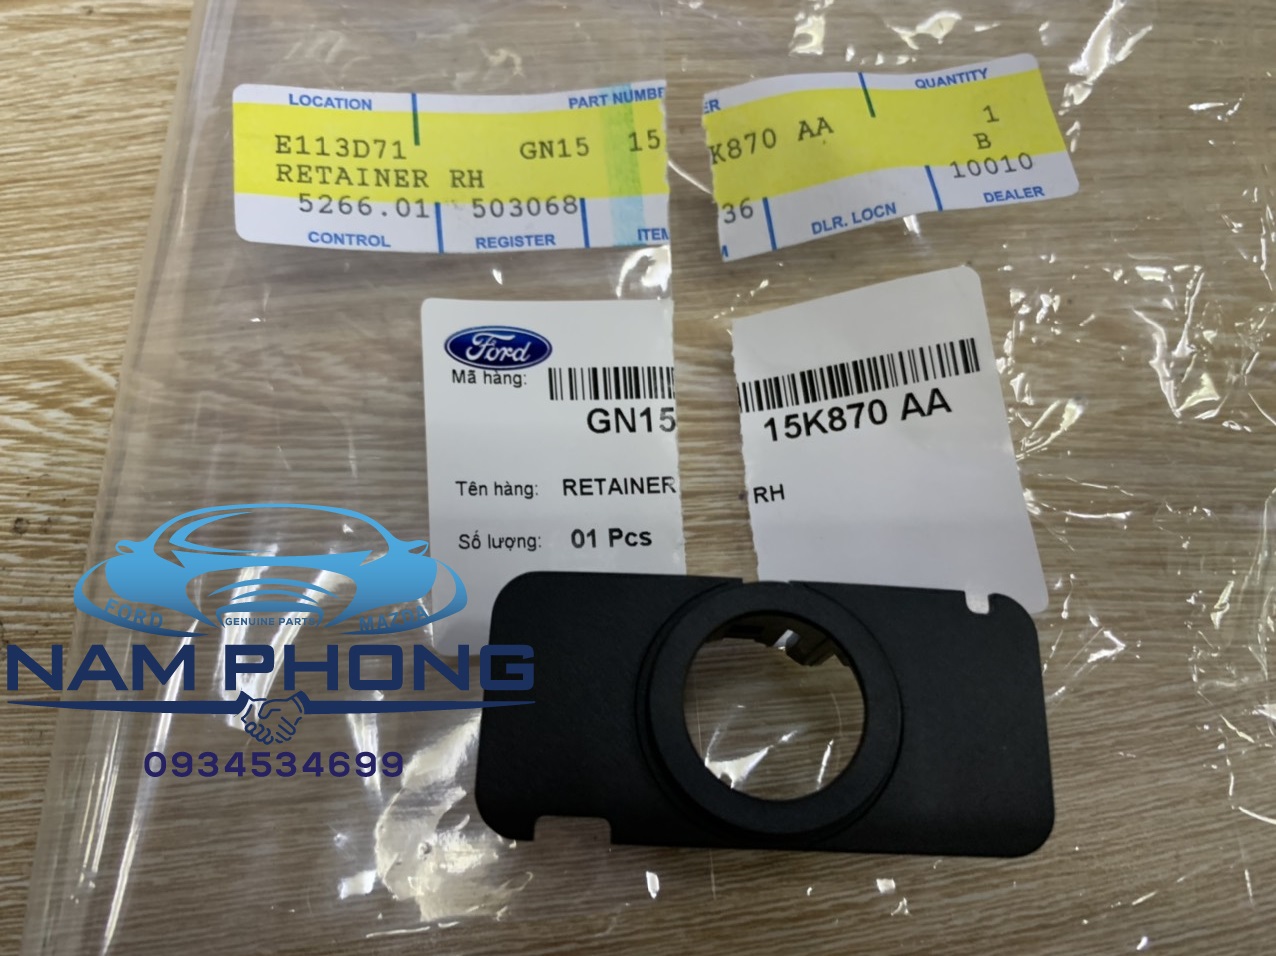 LOCATION PART NUMBE ER QUANTITY
E113D71 GN15 15 K870 AA 1
RETAINER RH B
5266.01 503068 36 10010
CONTROL REGISTER ITEM DLR. LOCN DEALER
Ford
Mã hàng:
GN15 15K870 AA
Tên hàng: RETAINER RH
Số lượng: 01 Pcs
FORD GENUINE PARTS MAZDA
NAM PHONG
0934534699